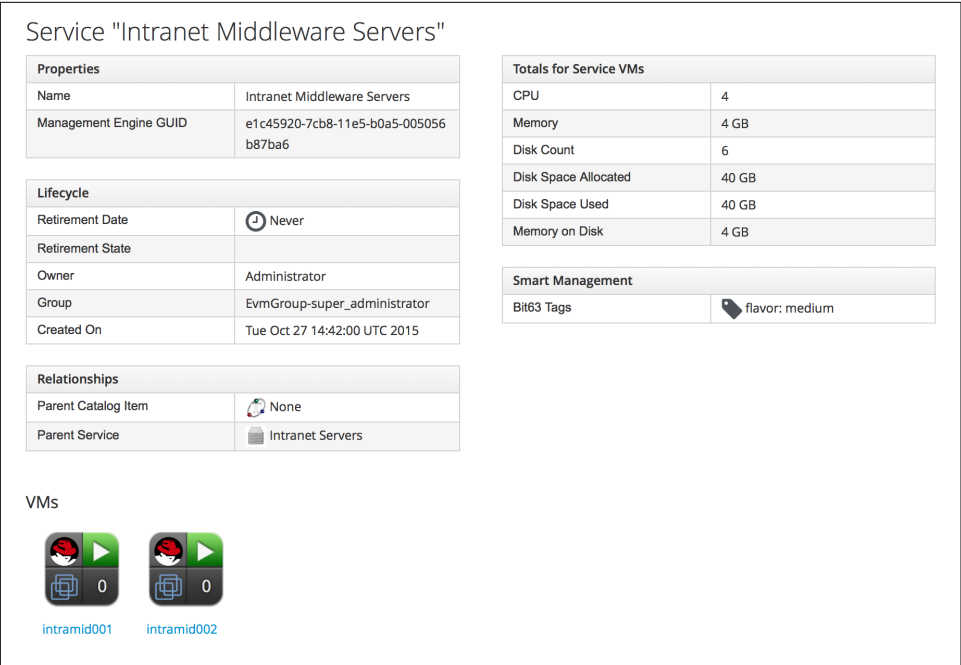 Service "Intranet Middleware Servers"
Properties
Name Intranet Middleware Servers
Management Engine GUID e1c45920-7cb8-11e5-b0a5-005056
b87ba6
Lifecycle
Retirement Date Never
Retirement State
Owner Administrator
Group EvmGroup-super_administrator
Created On Tue Oct 27 14:42:00 UTC 2015
Relationships
Parent Catalog Item None
Parent Service Intranet Servers
Totals for Service VMs
CPU 4
Memory 4 GB
Disk Count 6
Disk Space Allocated 40 GB
Disk Space Used 40 GB
Memory on Disk 4 GB
Smart Management
Bit63 Tags flavor: medium
VMs
0 0
intramid001 intramid002